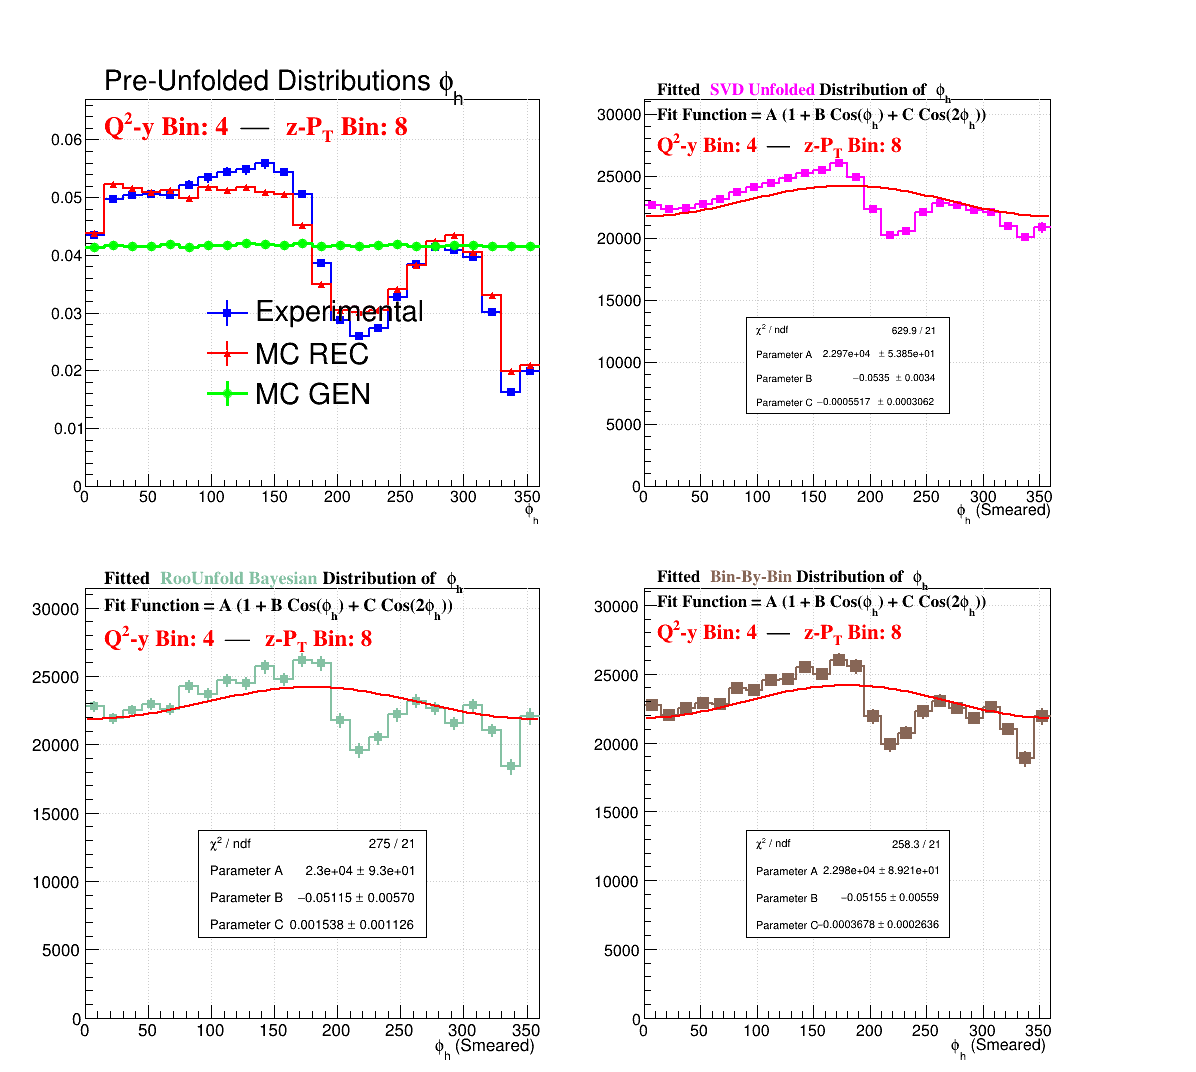 Pre-Unfolded Distributions ϕh
Q2-y Bin: 4 — z-PT Bin: 8
0.06
0.05
0.04
0.03
0.02
0.01
0
Experimental
MC REC
MC GEN
0 50 100 150 200 250 300 350
ϕh
Fitted SVD Unfolded Distribution of ϕh
Fit Function = A (1 + B Cos(ϕh) + C Cos(2ϕh))
Q2-y Bin: 4 — z-PT Bin: 8
30000
25000
20000
15000
10000
5000
0
χ2 / ndf 629.9 / 21
Parameter A 2.297e+04 ± 5.385e+01
Parameter B −0.0535 ± 0.0034
Parameter C −0.0005517 ± 0.0003062
0 50 100 150 200 250 300 350
ϕh (Smeared)
Fitted RooUnfold Bayesian Distribution of ϕh
Fit Function = A (1 + B Cos(ϕh) + C Cos(2ϕh))
Q2-y Bin: 4 — z-PT Bin: 8
30000
25000
20000
15000
10000
5000
0
χ2 / ndf 275 / 21
Parameter A 2.3e+04 ± 9.3e+01
Parameter B −0.05115 ± 0.00570
Parameter C 0.001538 ± 0.001126
0 50 100 150 200 250 300 350
ϕh (Smeared)
Fitted Bin-By-Bin Distribution of ϕh
Fit Function = A (1 + B Cos(ϕh) + C Cos(2ϕh))
Q2-y Bin: 4 — z-PT Bin: 8
30000
25000
20000
15000
10000
5000
0
χ2 / ndf 258.3 / 21
Parameter A 2.298e+04 ± 8.921e+01
Parameter B −0.05155 ± 0.00559
Parameter C −0.0003678 ± 0.0002636
0 50 100 150 200 250 300 350
ϕh (Smeared)